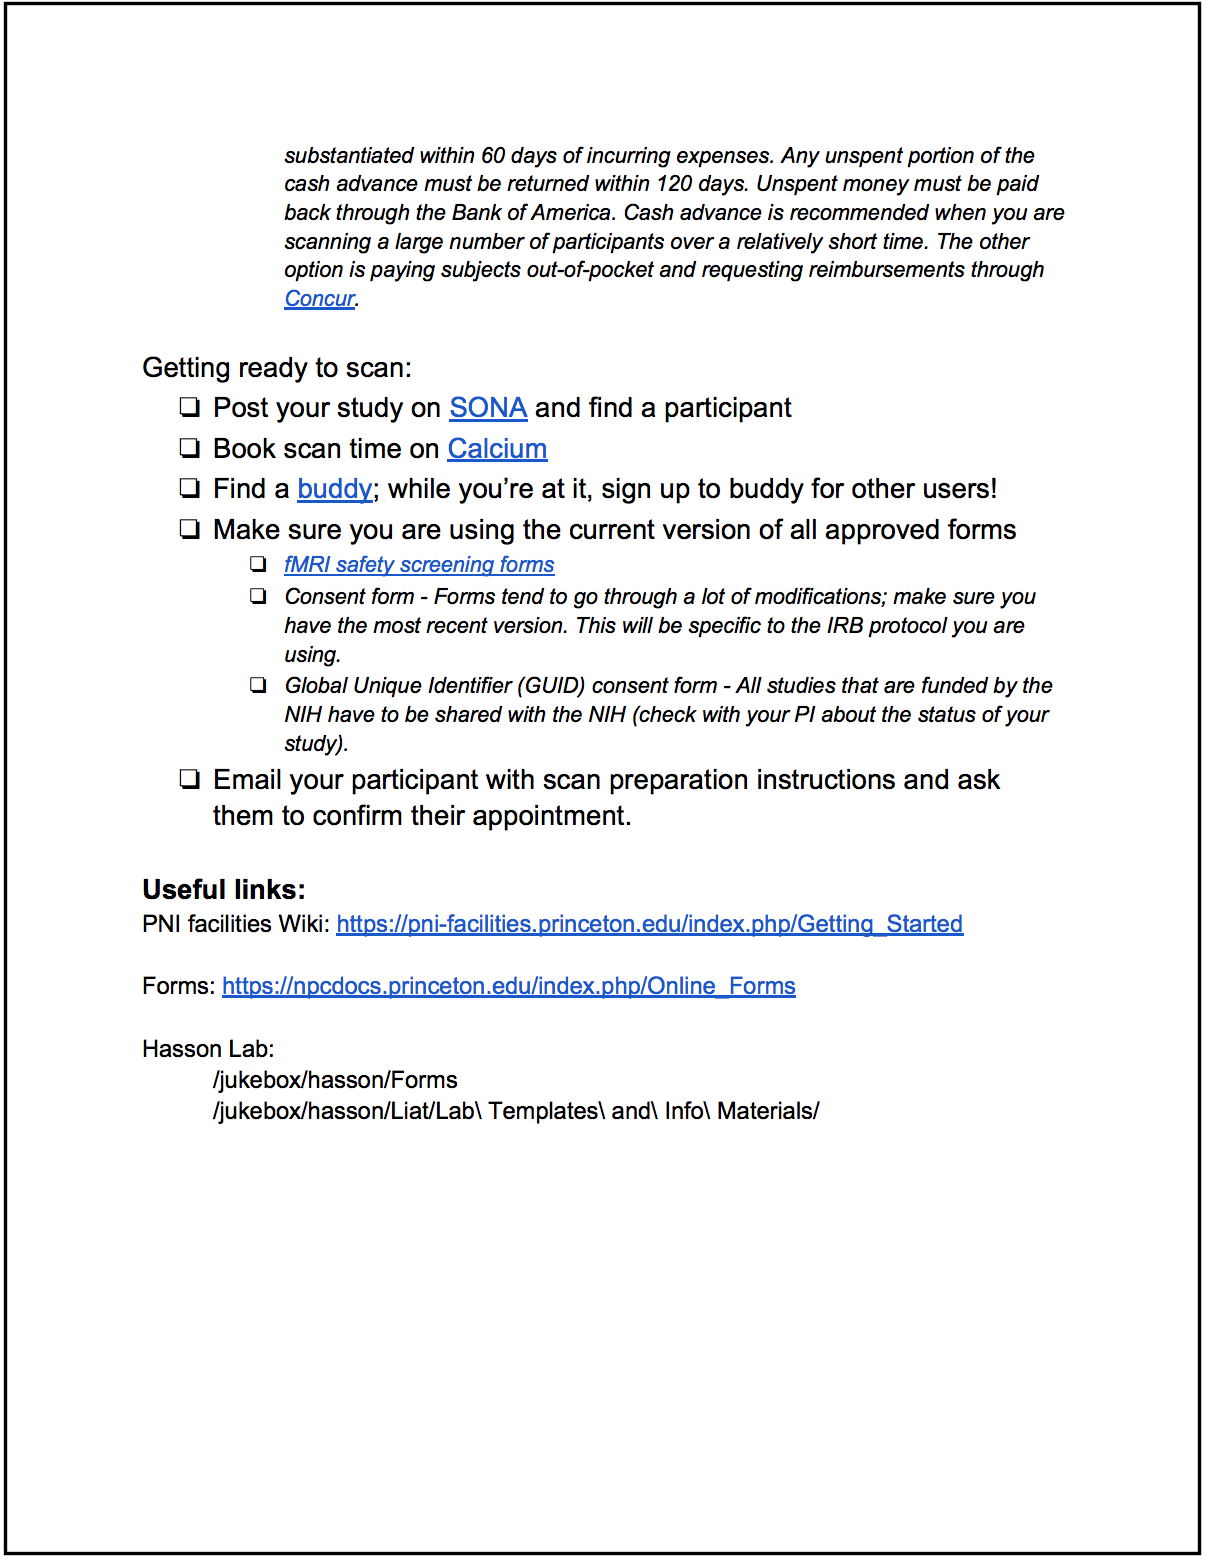 substantiated within 60 days of incurring expenses. Any unspent portion of the
cash advance must be returned within 120 days. Unspent money must be paid
back through the Bank of America. Cash advance is recommended when you are
scanning a large number of participants over a relatively short time. The other
option is paying subjects out-of-pocket and requesting reimbursements through
Concur.
Getting ready to scan:
❏ Post your study on SONA and find a participant
❏ Book scan time on Calcium
❏ Find a buddy; while you’re at it, sign up to buddy for other users!
❏ Make sure you are using the current version of all approved forms
❏ fMRI safety screening forms
❏ Consent form - Forms tend to go through a lot of modifications; make sure you
have the most recent version. This will be specific to the IRB protocol you are
using.
❏ Global Unique Identifier (GUID) consent form - All studies that are funded by the
NIH have to be shared with the NIH (check with your PI about the status of your
study).
❏ Email your participant with scan preparation instructions and ask
them to confirm their appointment.
Useful links:
PNI facilities Wiki: https://pni-facilities.princeton.edu/index.php/Getting_Started
Forms: https://npcdocs.princeton.edu/index.php/Online_Forms
Hasson Lab:
/jukebox/hasson/Forms
/jukebox/hasson/Liat/Lab\ Templates\ and\ Info\ Materials/